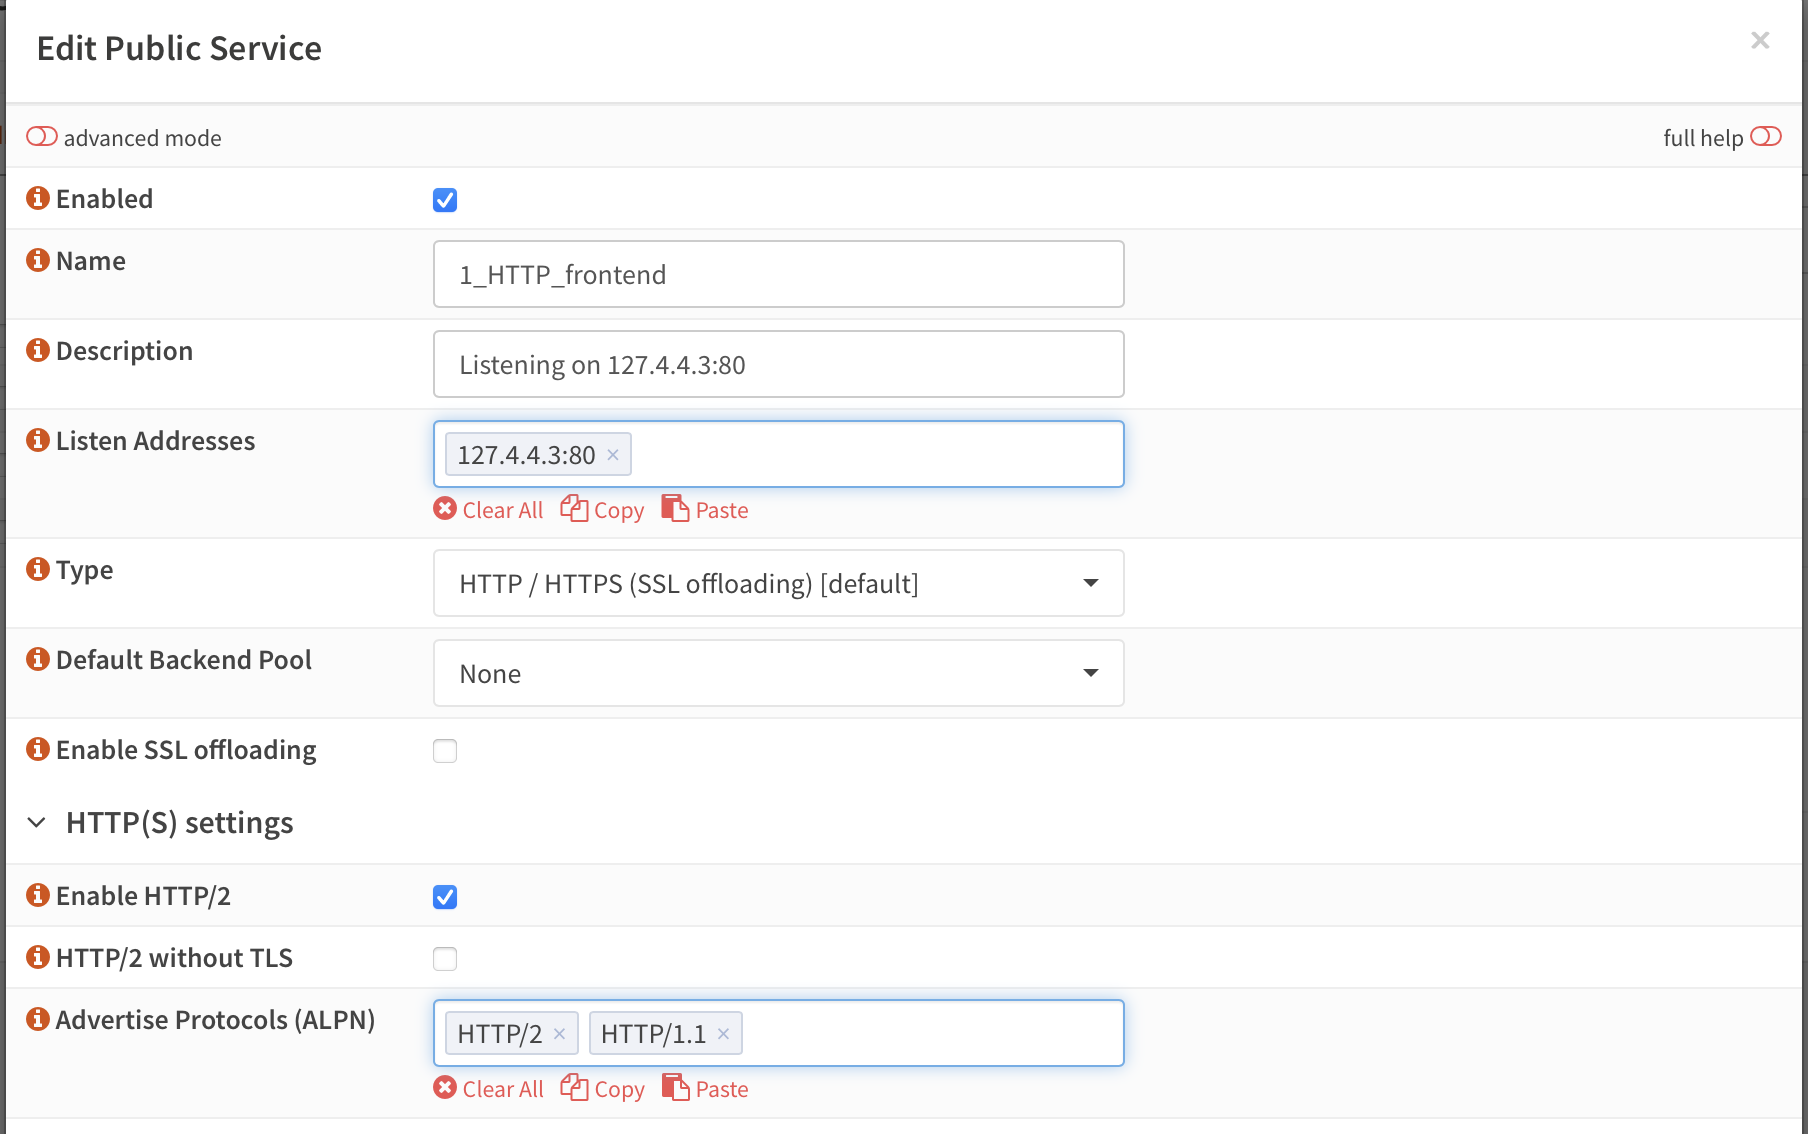 Edit Public Service
×
advanced mode
full help
Enabled
Name
1_HTTP_frontend
Description
Listening on 127.4.4.3:80
Listen Addresses
127.4.4.3:80 ×
Clear All Copy Paste
Type
HTTP / HTTPS (SSL offloading) [default]
Default Backend Pool
None
Enable SSL offloading
HTTP(S) settings
Enable HTTP/2
HTTP/2 without TLS
Advertise Protocols (ALPN)
HTTP/2 × HTTP/1.1 ×
Clear All Copy Paste